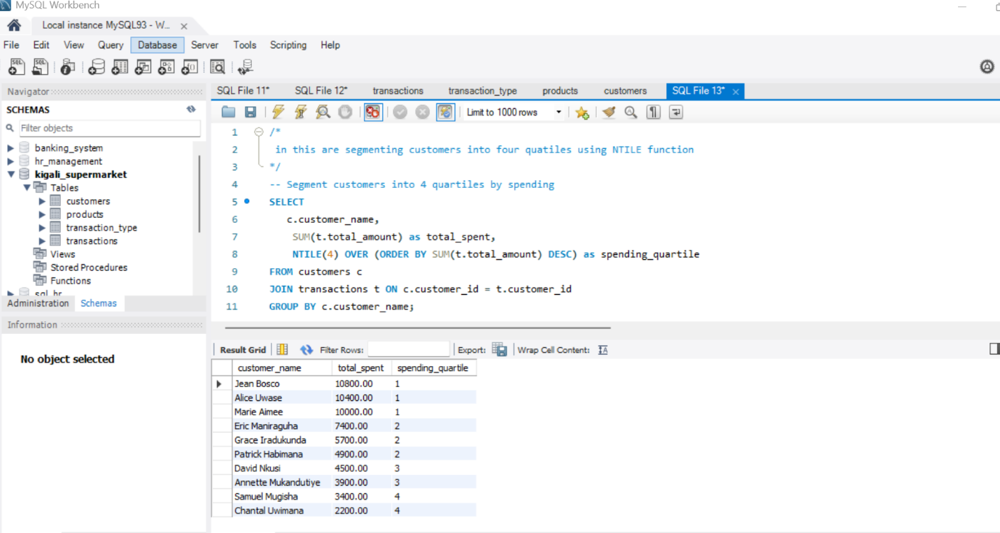 MySQL Workbench
Local instance MySQL93 - W...
File Edit View Query Database Server Tools Scripting Help
Navigator
SCHEMAS
Filter objects
banking_system
hr_management
kigali_supermarket
Tables
customers
products
transaction_type
transactions
Views
Stored Procedures
Functions
sql_hr
Administration Schemas
Information
No object selected
SQL File 11* SQL File 12* transactions transaction_type products customers SQL File 13*
Limit to 1000 rows
1 /*
2 in this are segmenting customers into four quatiles using NTILE function
3 */
4 -- Segment customers into 4 quartiles by spending
5 SELECT
6 c.customer_name,
7 SUM(t.total_amount) as total_spent,
8 NTILE(4) OVER (ORDER BY SUM(t.total_amount) DESC) as spending_quartile
9 FROM customers c
10 JOIN transactions t ON c.customer_id = t.customer_id
11 GROUP BY c.customer_name;
Result Grid Filter Rows: Export: Wrap Cell Content:
customer_name total_spent spending_quartile
Jean Bosco 10800.00 1
Alice Uwase 10400.00 1
Marie Aimee 10000.00 1
Eric Maniraguha 7400.00 2
Grace Iradukunda 5700.00 2
Patrick Habimana 4900.00 2
David Nkusi 4500.00 3
Annette Mukandutiye 3900.00 3
Samuel Mugisha 3400.00 4
Chantal Uwimana 2200.00 4